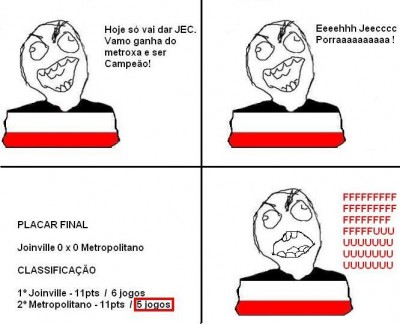 Hoje só vai dar JEC.
Vamo ganha do
metroxa e ser
Campeão!
Eeeehhh Jeecccc
Porraaaaaaaaaa !
PLACAR FINAL
Joinville 0 x 0 Metropolitano
CLASSIFICAÇÃO
1º Joinville - 11pts / 6 jogos
2º Metropolitano - 11pts / 5 jogos
FFFFFFFFF
FFFFFFFFF
FFFFFFFF
FFFFFUUU
UUUUUUU
UUUUUUU
UUUUUUU